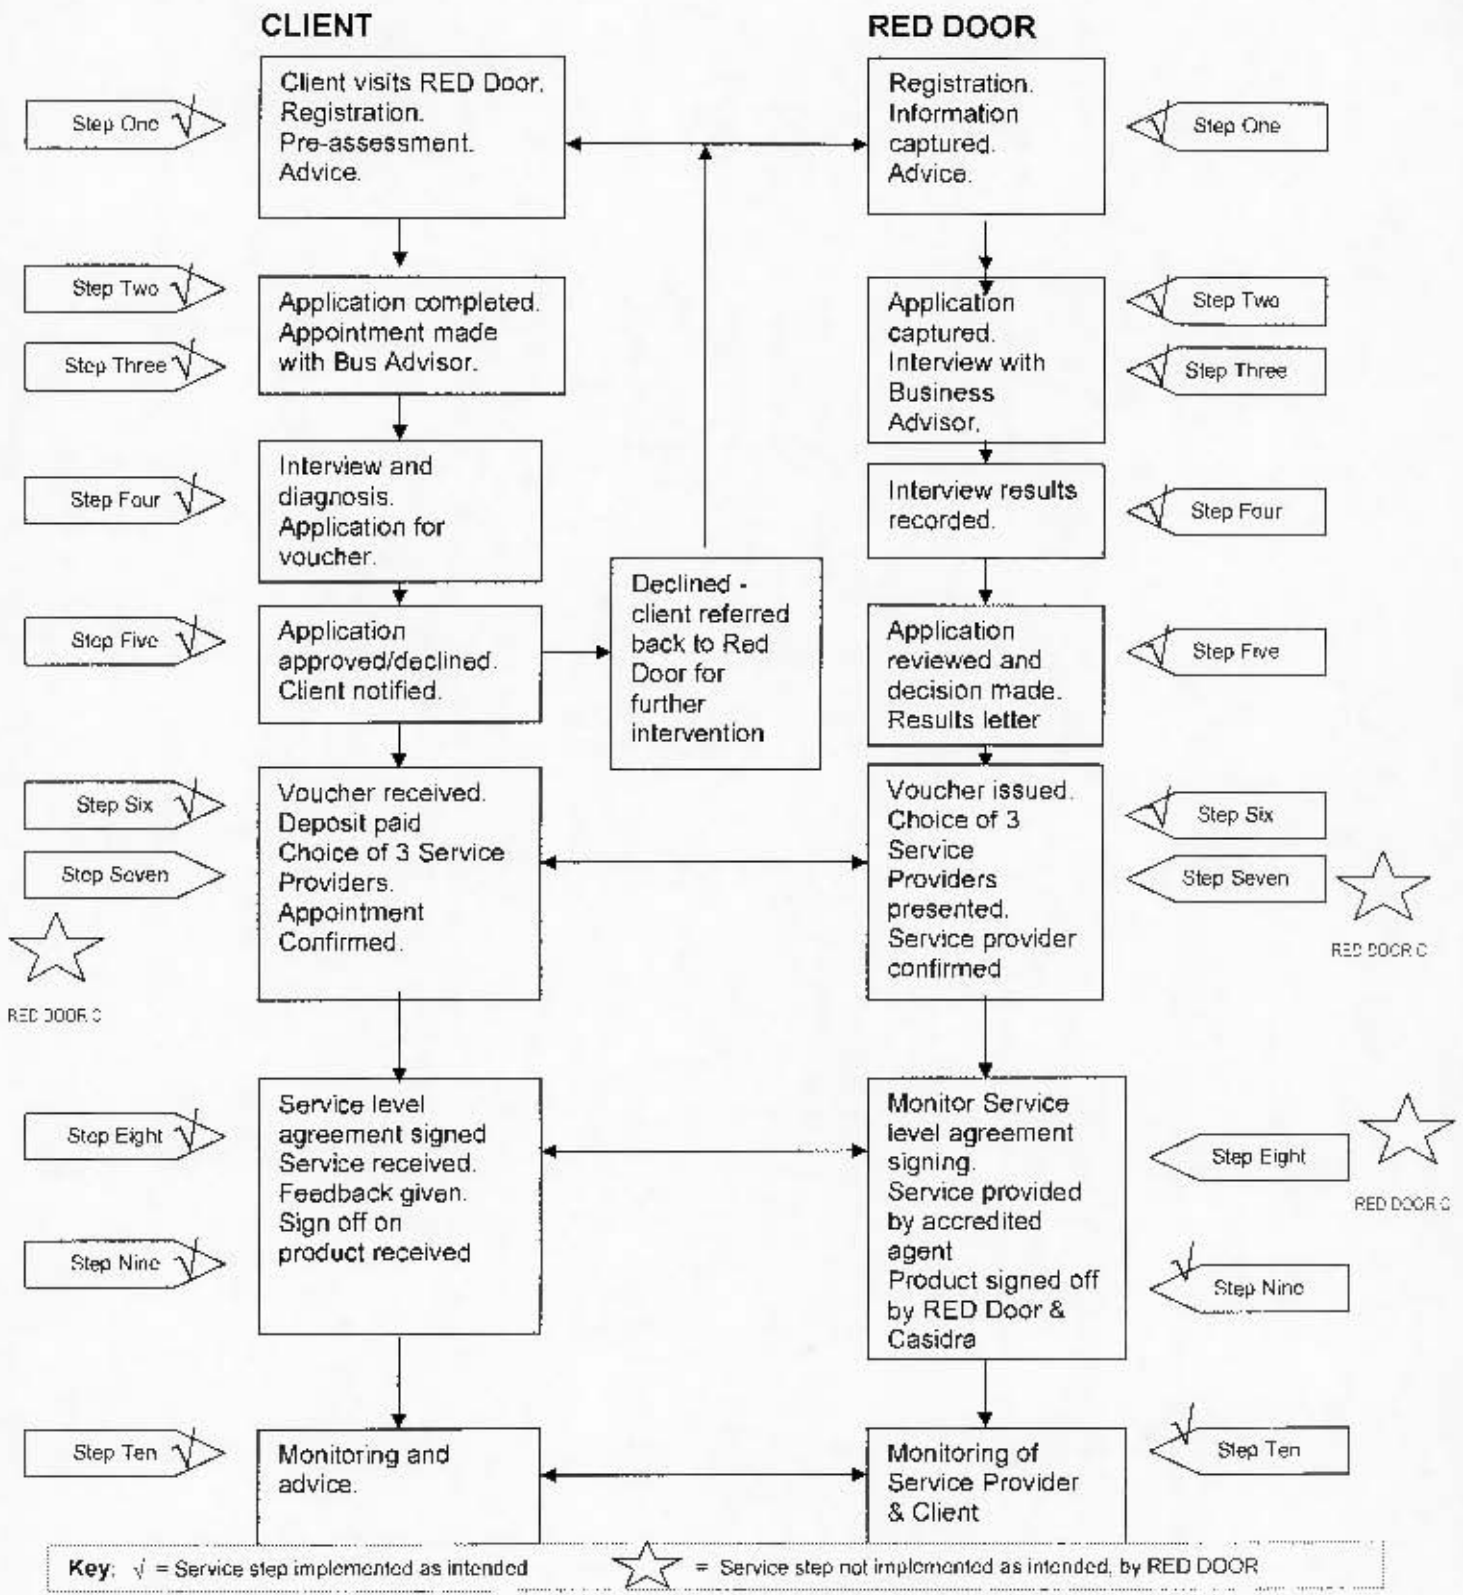 CLIENT
RED DOOR
Step One √
Client visits RED Door.
Registration.
Pre-assessment.
Advice.
Registration.
Information
captured.
Advice.
√ Step One
Step Two √
Step Three √
Application completed.
Appointment made
with Bus Advisor.
Application
captured.
Interview with
Business
Advisor.
√ Step Two
√ Step Three
Step Four √
Interview and
diagnosis.
Application for
voucher.
Interview results
recorded.
√ Step Four
Step Five √
Application
approved/declined.
Client notified.
Declined -
client referred
back to Red
Door for
further
intervention
Application
reviewed and
decision made.
Results letter
√ Step Five
Step Six √
Step Seven
RED DOOR C
Voucher received.
Deposit paid
Choice of 3 Service
Providers.
Appointment
Confirmed.
Voucher issued.
Choice of 3
Service
Providers
presented.
Service provider
confirmed
√ Step Six
Step Seven
RED DOOR C
Step Eight √
Step Nine √
Service level
agreement signed
Service received.
Feedback given.
Sign off on
product received
Monitor Service
level agreement
signing.
Service provided
by accredited
agent
Product signed off
by RED Door &
Casidra
Step Eight
RED DOOR C
√ Step Nine
Step Ten √
Monitoring and
advice.
Monitoring of
Service Provider
& Client
√ Step Ten
Key: √ = Service step implemented as intended
= Service step not implemented as intended, by RED DOOR